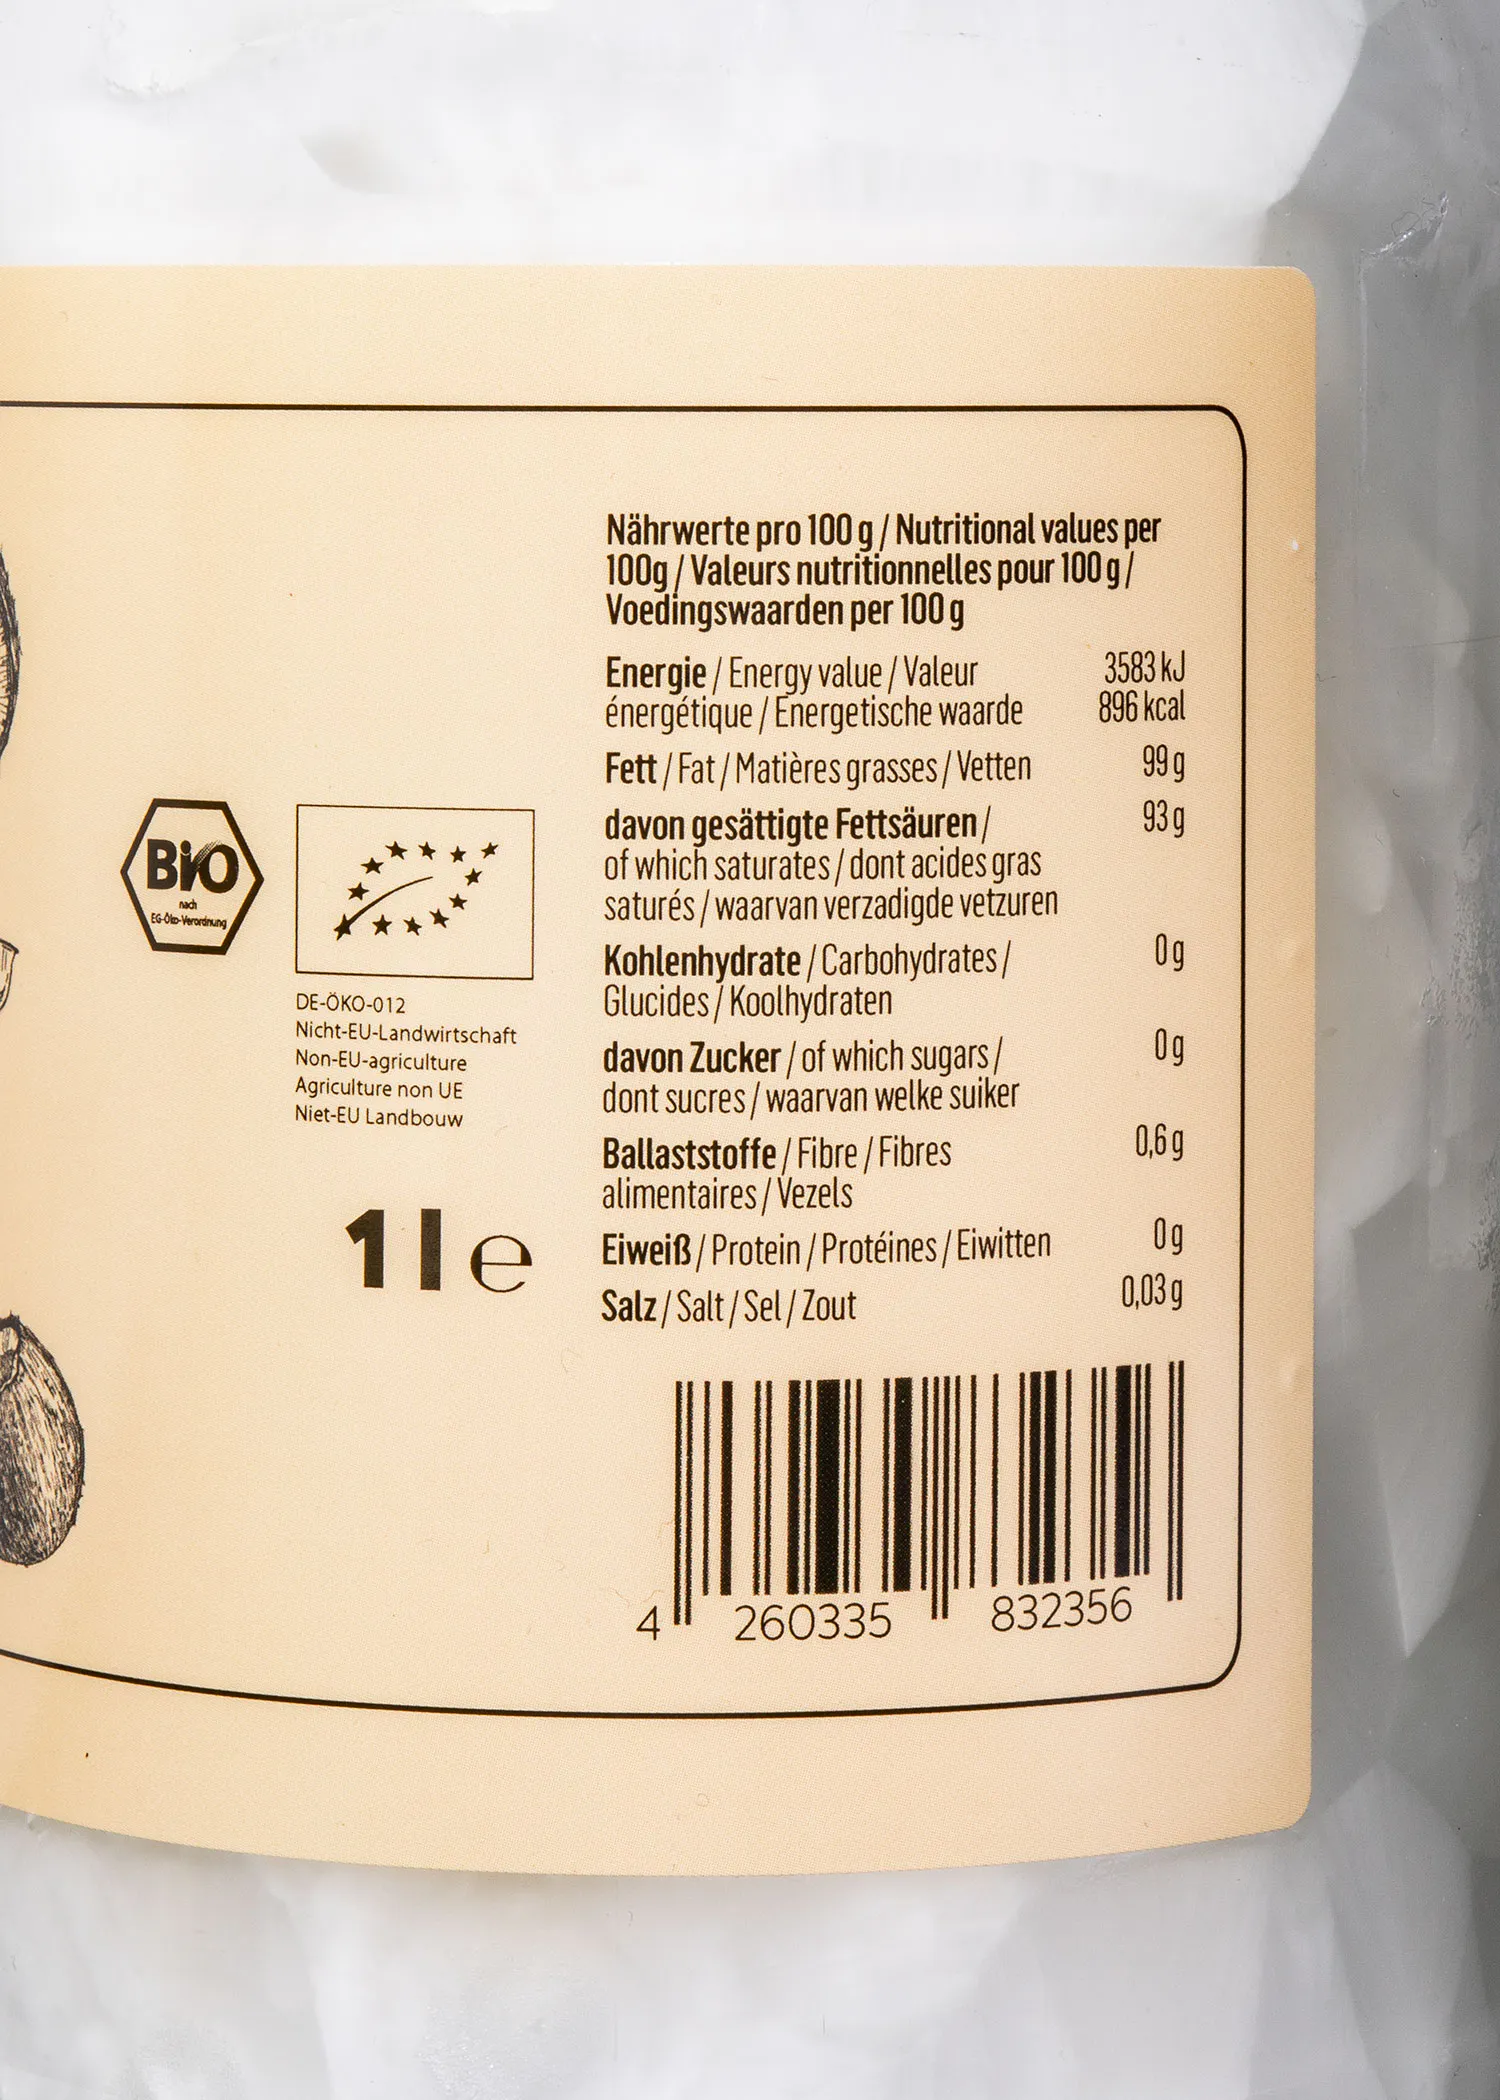 Nährwerte pro 100 g / Nutritional values per
100g / Valeurs nutritionnelles pour 100 g /
Voedingswaarden per 100 g
Energie / Energy value / Valeur 3583 kJ
énergétique / Energetische waarde 896 kcal
Fett / Fat / Matières grasses / Vetten 99 g
davon gesättigte Fettsäuren / 93 g
of which saturates / dont acides gras
saturés / waarvan verzadigde vetzuren
Kohlenhydrate / Carbohydrates / 0 g
Glucides / Koolhydraten
davon Zucker / of which sugars / 0 g
dont sucres / waarvan welke suiker
Ballaststoffe / Fibre / Fibres 0,6 g
alimentaires / Vezels
Eiweiß / Protein / Protéines / Eiwitten 0 g
Salz / Salt / Sel / Zout 0,03 g
BIO
nach
EG-Öko-Verordnung
DE-ÖKO-012
Nicht-EU-Landwirtschaft
Non-EU-agriculture
Agriculture non UE
Niet-EU Landbouw
1 l e
4 260335 832356